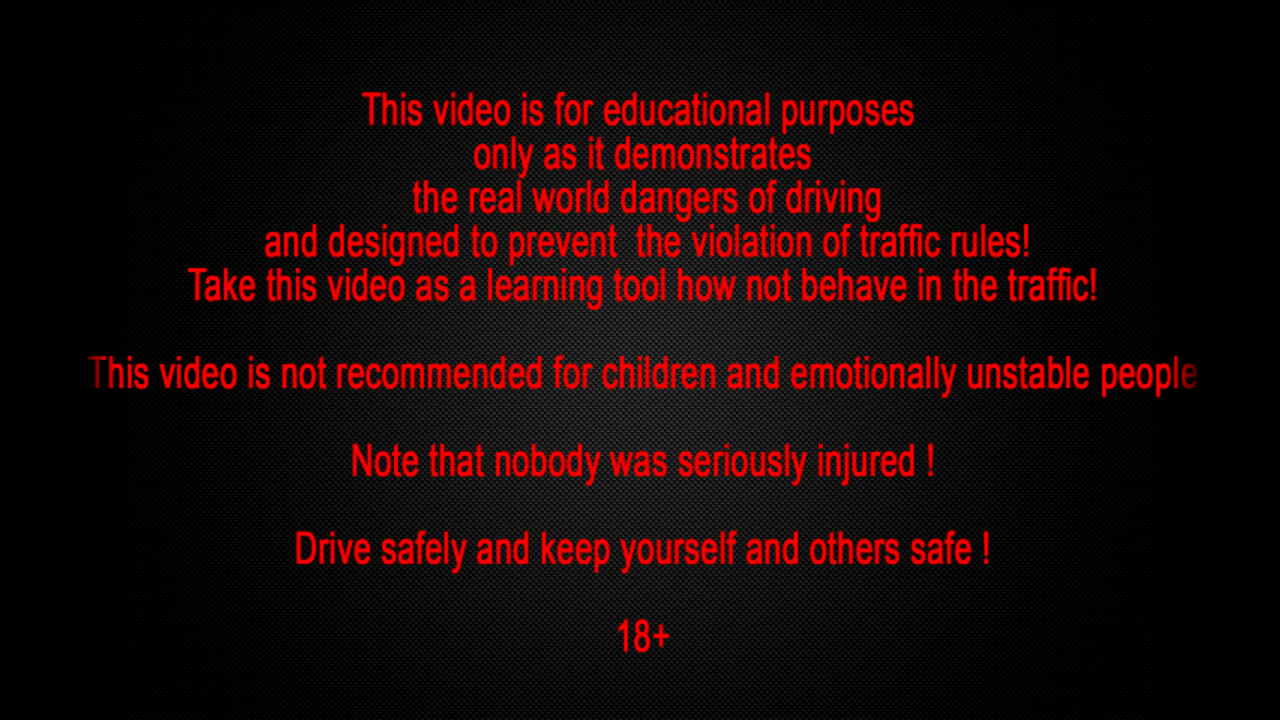 This video is for educational purposes
only as it demonstrates
the real world dangers of driving
and designed to prevent  the violation of traffic rules!
Take this video as a learning tool how not behave in the traffic!
This video is not recommended for children and emotionally unstable people
Note that nobody was seriously injured !
Drive safely and keep yourself and others safe !
18+